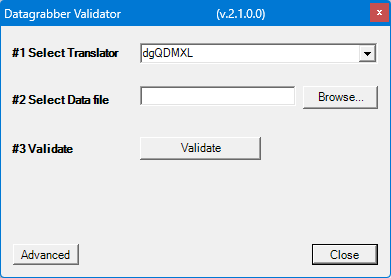 Datagrabber Validator (v.2.1.0.0) x
#1 Select Translator dgQDMXL
#2 Select Data file Browse...
#3 Validate Validate
Advanced Close